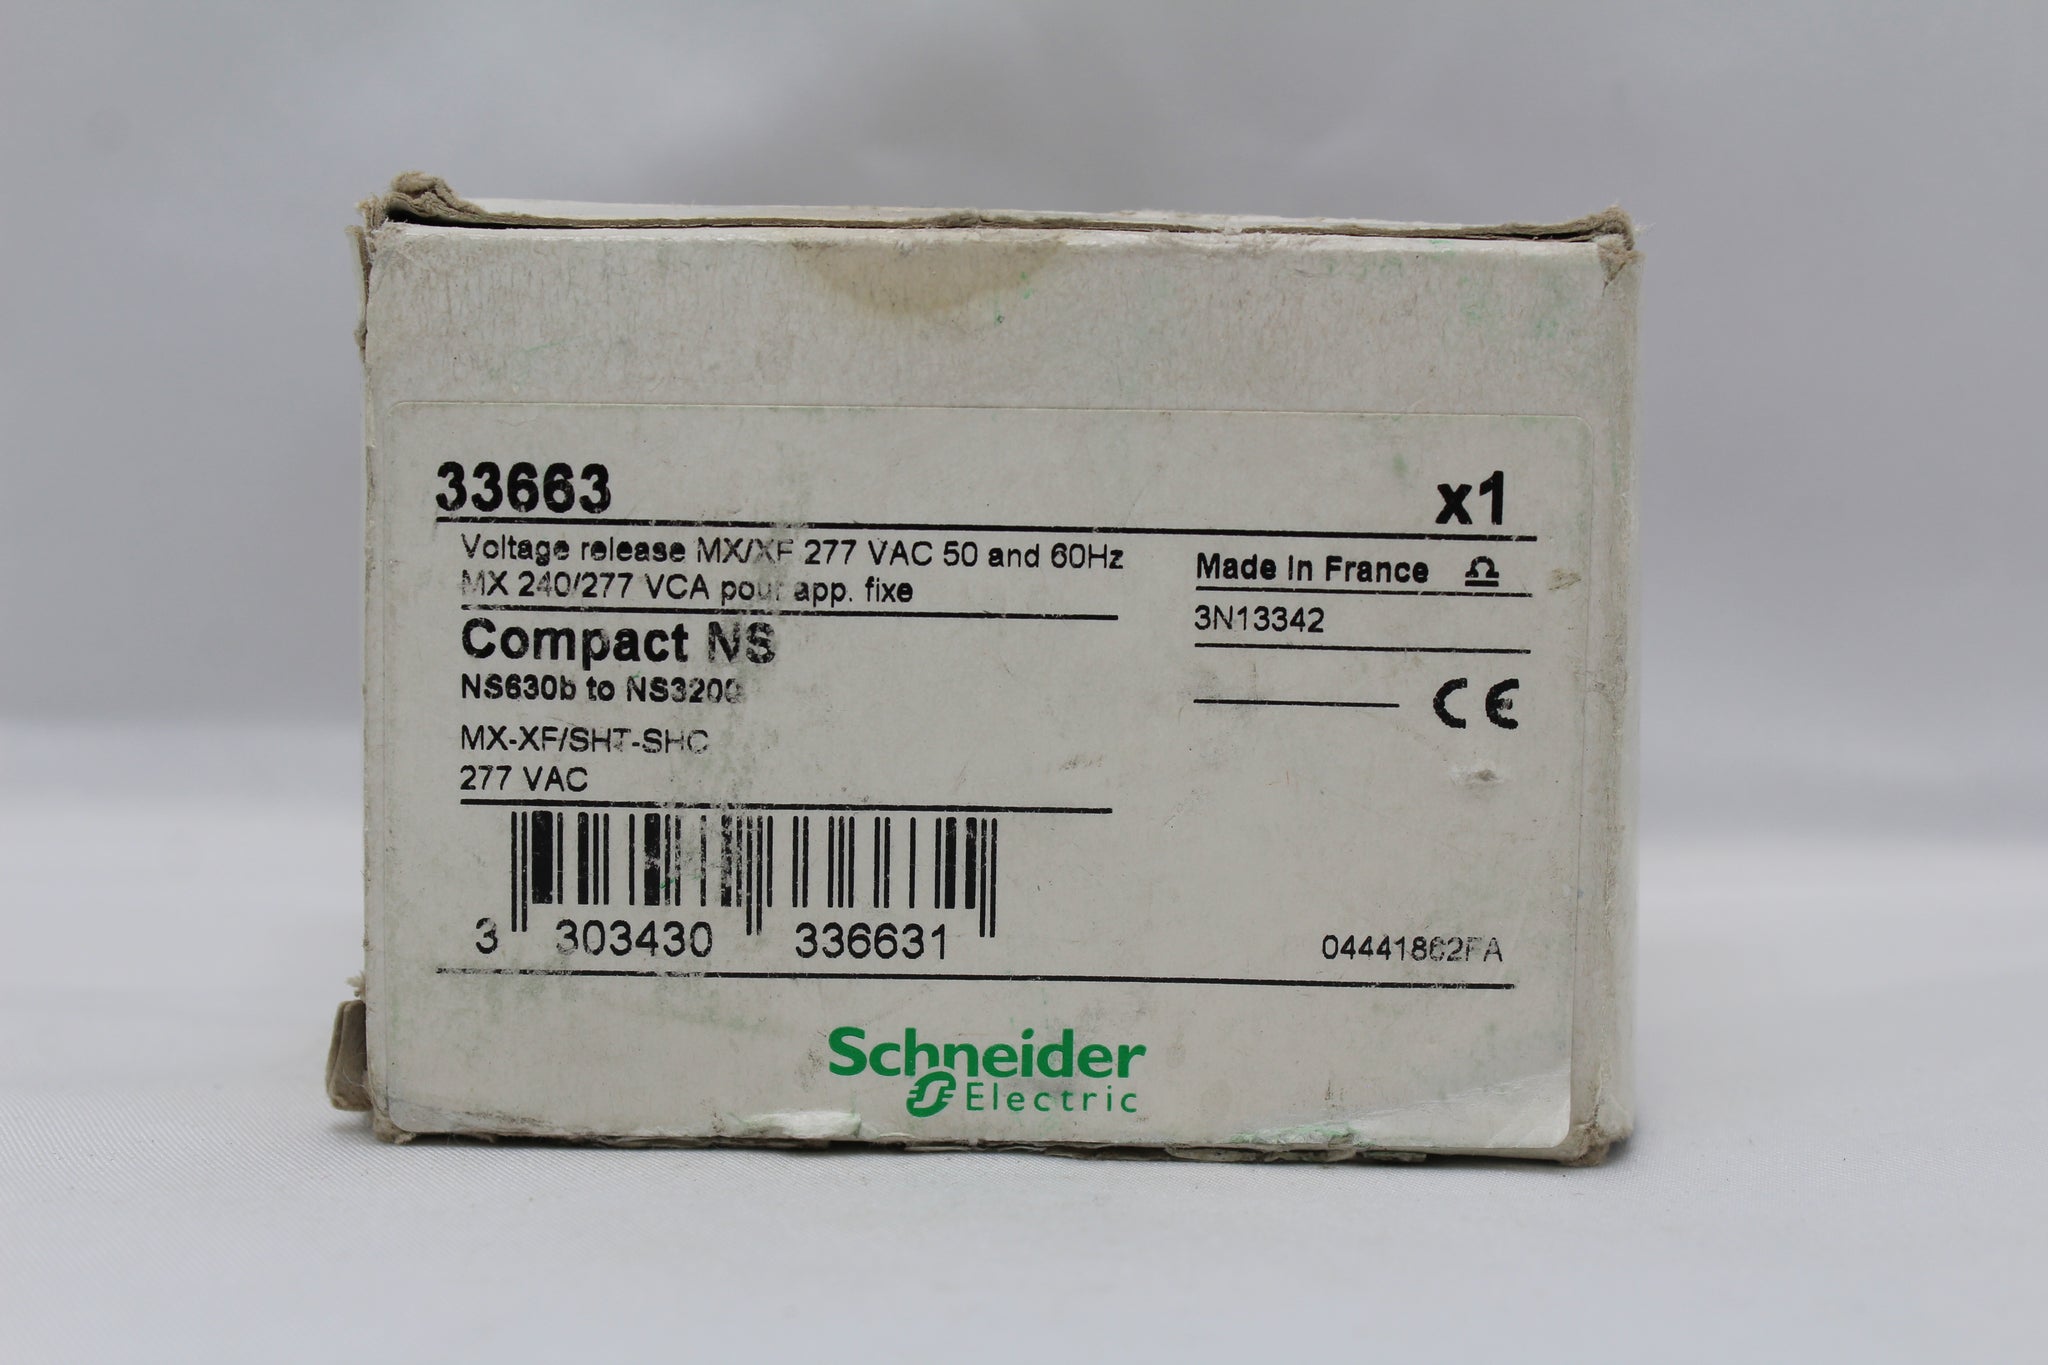 33663
x1
Voltage release MX/XF 277 VAC 50 and 60Hz
MX 240/277 VCA pour app. fixe
Made In France
3N13342
Compact NS
NS630b to NS3200
CE
MX-XF/SHT-SHC
277 VAC
3 303430 336631
04441862FA
Schneider
Electric